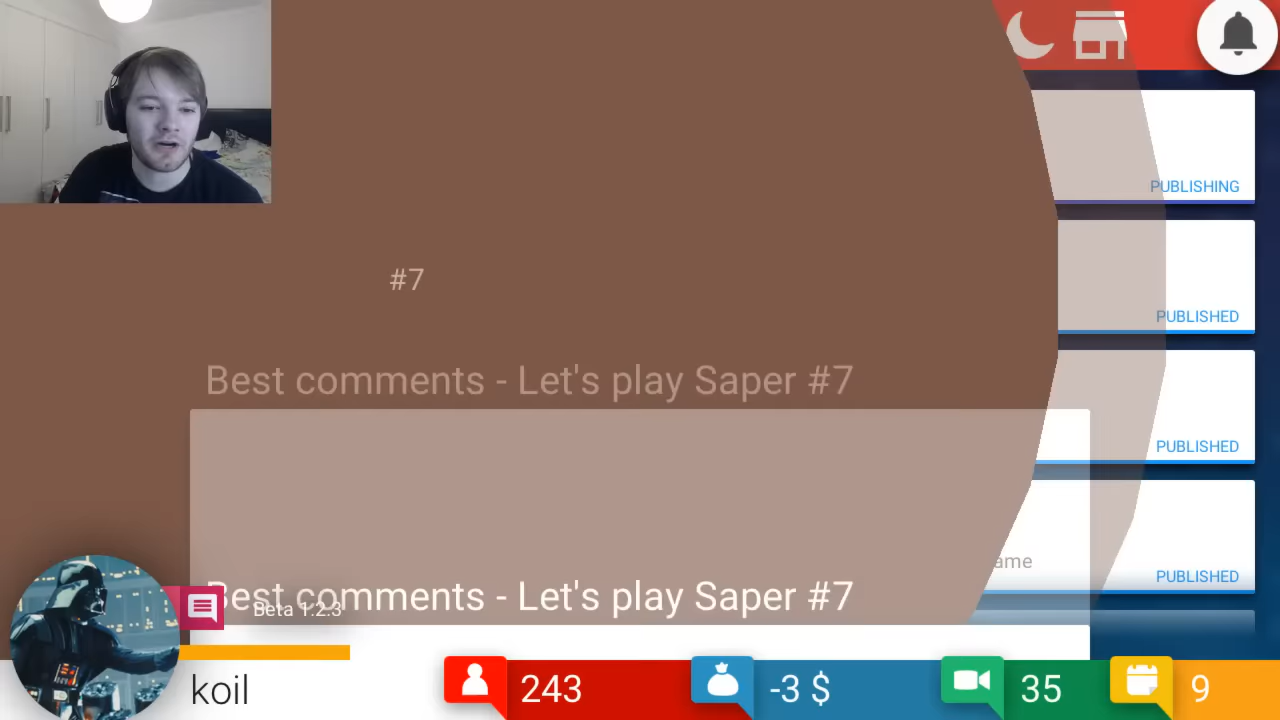 PUBLISHING
PUBLISHED
#7
Best comments - Let's play Saper #7
PUBLISHED
ame
PUBLISHED
Best comments - Let's play Saper #7
Beta 1.2.3
koil
243
-3 $
35
9